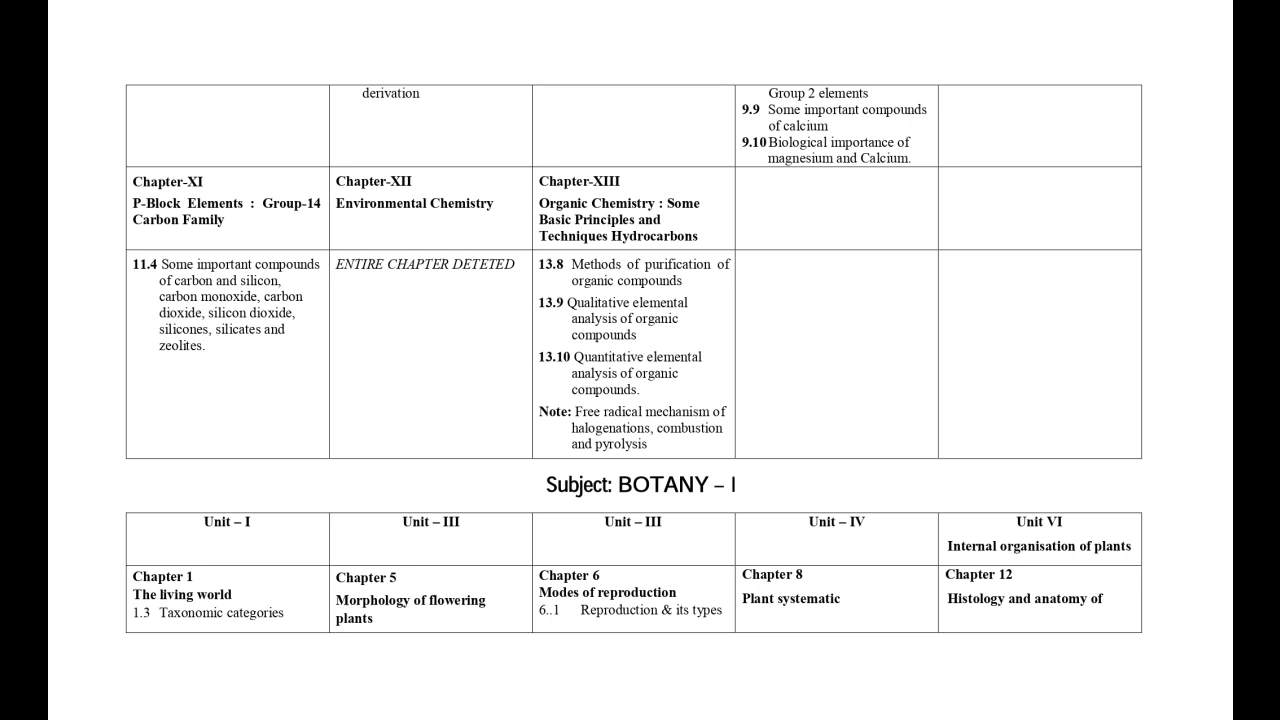 derivation
Group 2 elements
9.9 Some important compounds
of calcium
9.10 Biological importance of
magnesium and Calcium.
Chapter-XI
P-Block Elements : Group-14
Carbon Family
Chapter-XII
Environmental Chemistry
Chapter-XIII
Organic Chemistry : Some
Basic Principles and
Techniques Hydrocarbons
11.4 Some important compounds
of carbon and silicon,
carbon monoxide, carbon
dioxide, silicon dioxide,
silicones, silicates and
zeolites.
ENTIRE CHAPTER DETETED
13.8 Methods of purification of
organic compounds
13.9 Qualitative elemental
analysis of organic
compounds
13.10 Quantitative elemental
analysis of organic
compounds.
Note: Free radical mechanism of
halogenations, combustion
and pyrolysis
Subject: BOTANY – I
Unit – I
Unit – III
Unit – III
Unit – IV
Unit VI
Internal organisation of plants
Chapter 1
The living world
1.3 Taxonomic categories
Chapter 5
Morphology of flowering
plants
Chapter 6
Modes of reproduction
6..1 Reproduction & its types
Chapter 8
Plant systematic
Chapter 12
Histology and anatomy of